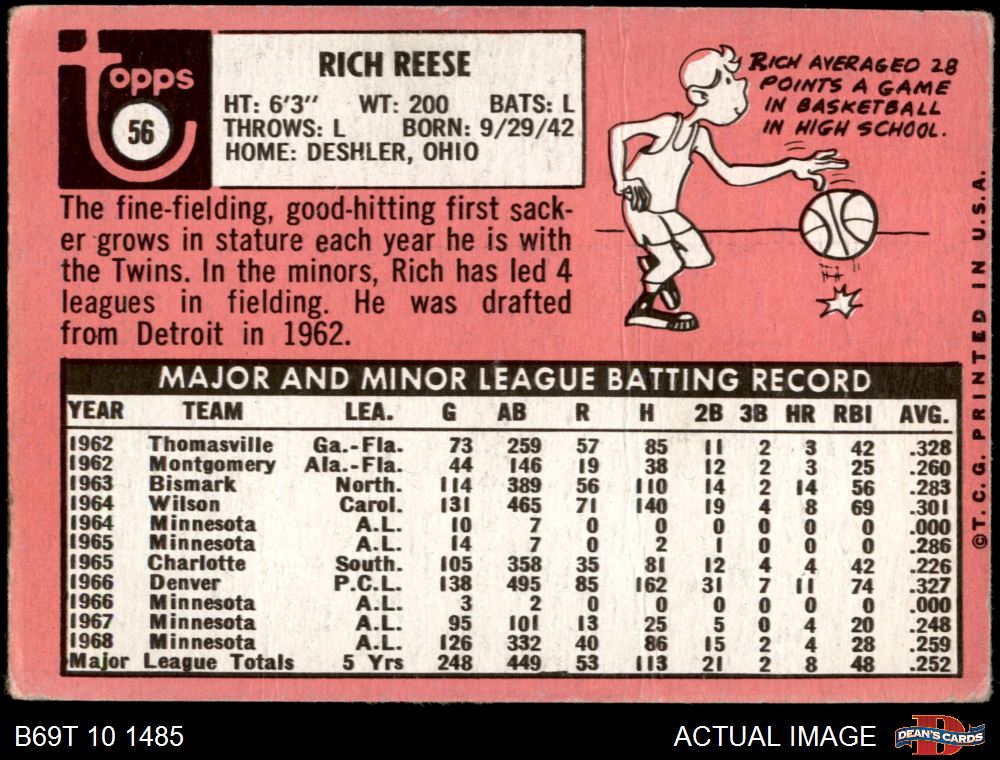 Topps
56
RICH REESE
HT: 6'3" WT: 200 BATS: L
THROWS: L BORN: 9/29/42
HOME: DESHLER, OHIO
RICH AVERAGED 28
POINTS A GAME
IN BASKETBALL
IN HIGH SCHOOL.
The fine-fielding, good-hitting first sack-
er grows in stature each year he is with
the Twins. In the minors, Rich has led 4
leagues in fielding. He was drafted
from Detroit in 1962.
MAJOR AND MINOR LEAGUE BATTING RECORD
YEAR TEAM LEA. G AB R H 2B 3B HR RBI AVG.
1962 Thomasville Ga.-Fla. 73 259 57 85 11 2 3 42 .328
1962 Montgomery Ala.-Fla. 44 146 19 38 12 2 3 25 .260
1963 Bismark North. 114 389 56 110 14 2 14 56 .283
1964 Wilson Carol. 131 465 71 140 19 4 8 69 .301
1964 Minnesota A.L. 10 7 0 0 0 0 0 0 .000
1965 Minnesota A.L. 14 7 0 2 1 0 0 0 .286
1965 Charlotte South. 105 358 35 81 12 4 4 42 .226
1966 Denver P.C.L. 138 495 85 162 31 7 11 74 .327
1966 Minnesota A.L. 3 2 0 0 0 0 0 0 .000
1967 Minnesota A.L. 95 101 13 25 5 0 4 20 .248
1968 Minnesota A.L. 126 332 40 86 15 2 4 28 .259
Major League Totals 5 Yrs 248 449 53 113 21 2 8 48 .252
©T.C.G. PRINTED IN U.S.A.
B69T 10 1485
ACTUAL IMAGE
D
DEAN'S CARDS